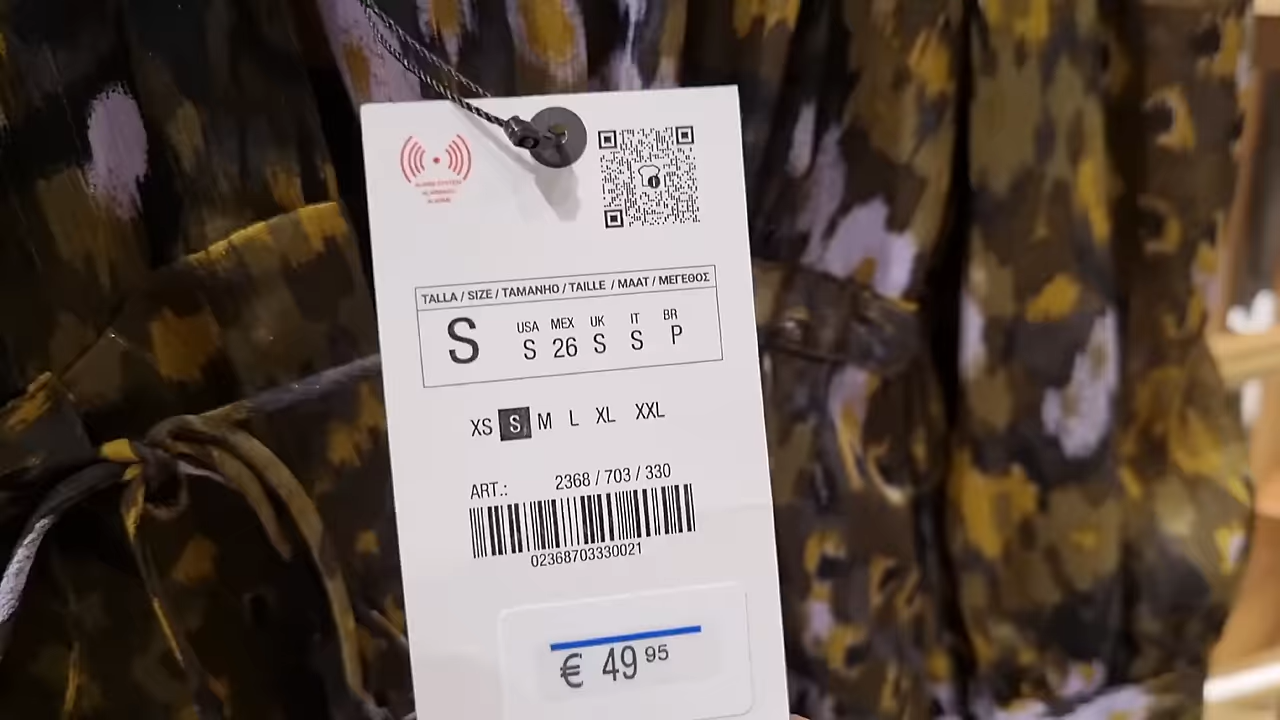 TALLA / SIZE / TAMANHO / TAILLE / MAAT / ΜΕΓΕΘΟΣ
S
USA MEX UK IT BR
S 26 S S P
XS S M L XL XXL
ART.: 2368 / 703 / 330
02368703330021
€ 49 95